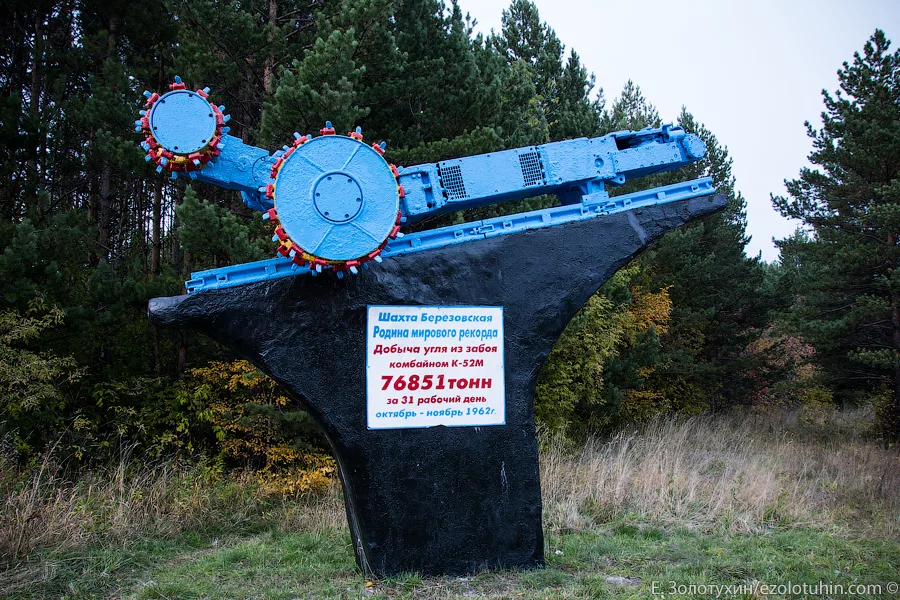 Шахта Березовская
Родина мирового рекорда
Добыча угля из забоя
комбайном К-52М
76851тонн
за 31 рабочий день
октябрь - ноябрь 1962г.
Е. Золотухин/ezolotuhin.com ©